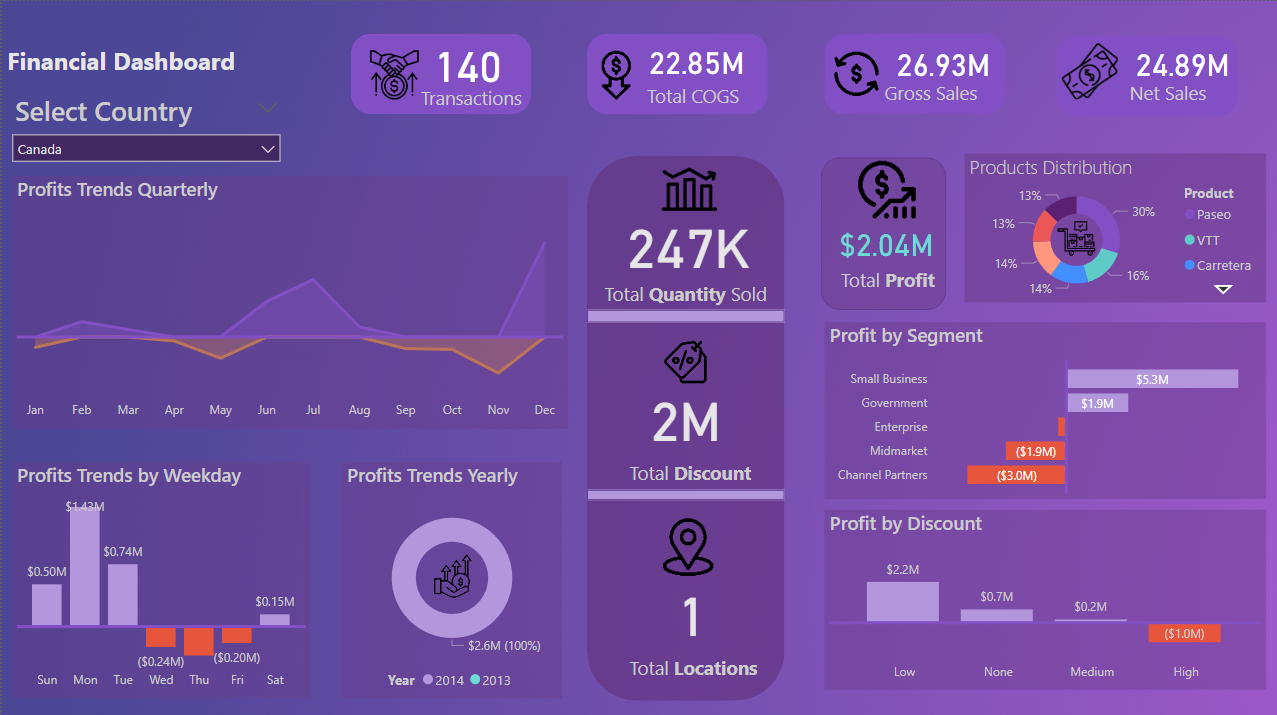 Financial Dashboard
Select Country
Canada
140
Transactions
22.85M
Total COGS
26.93M
Gross Sales
24.89M
Net Sales
Profits Trends Quarterly
Jan Feb Mar Apr May Jun Jul Aug Sep Oct Nov Dec
247K
Total Quantity Sold
2M
Total Discount
1
Total Locations
$2.04M
Total Profit
Products Distribution
13%
30%
13%
14%
16%
14%
Product
Paseo
VTT
Carretera
Profit by Segment
Small Business $5.3M
Government $1.9M
Enterprise
Midmarket ($1.9M)
Channel Partners ($3.0M)
Profits Trends by Weekday
$1.43M
$0.74M
$0.50M
$0.15M
($0.24M) ($0.20M)
Sun Mon Tue Wed Thu Fri Sat
Profits Trends Yearly
$2.6M (100%)
Year 2014 2013
Profit by Discount
$2.2M
$0.7M
$0.2M
($1.0M)
Low None Medium High